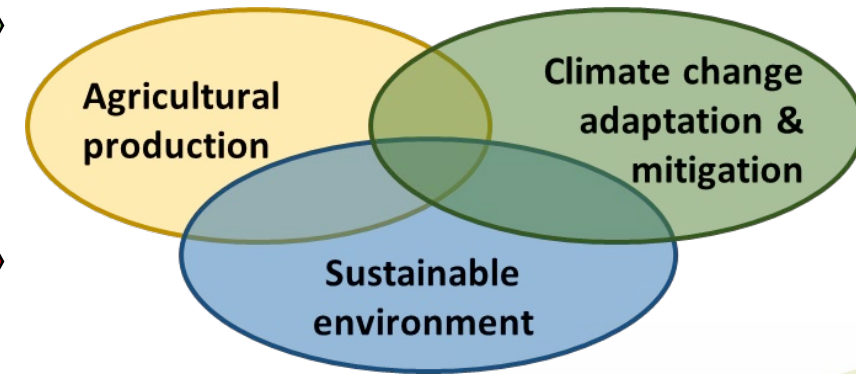 Agricultural
production
Climate change
adaptation &
mitigation
Sustainable
environment